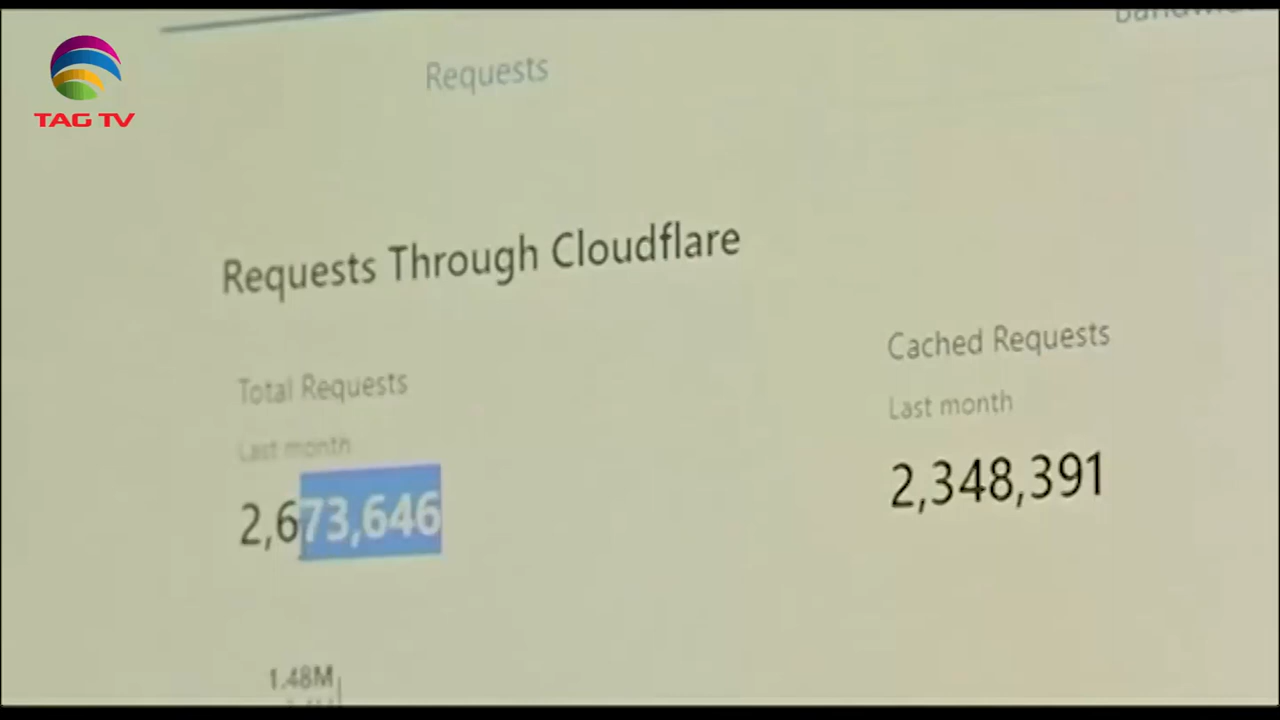 TAG TV
Requests
Requests Through Cloudflare
Total Requests
Last month
2,673,646
Cached Requests
Last month
2,348,391
1.48M